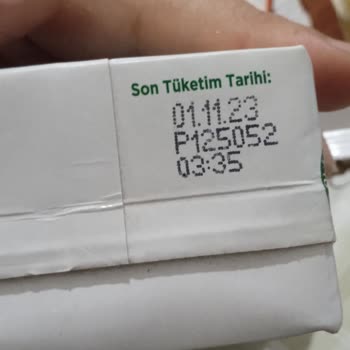 Son Tüketim Tarihi:
01.11.23
P125052
03:35